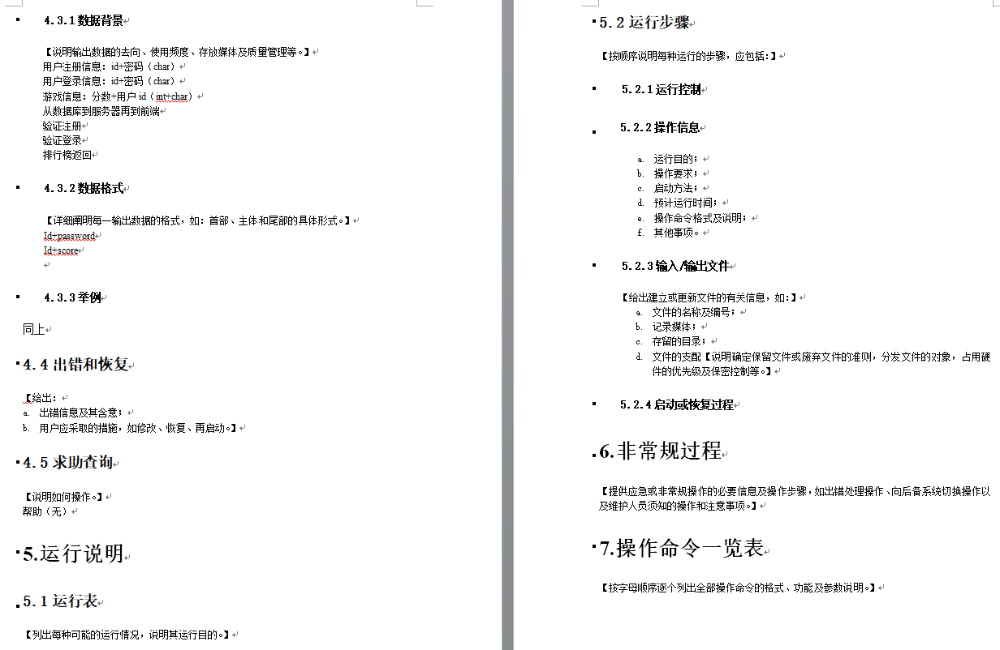 4.3.1 数据背景
【说明输出数据的去向、使用频度、存放媒体及质量管理等。】
用户注册信息：id+密码（char）
用户登录信息：id+密码（char）
游戏信息：分数+用户 id（int+char）
从数据库到服务器再到前端
验证注册
验证登录
排行榜返回
4.3.2 数据格式
【详细阐明每一输出数据的格式，如：首部、主体和尾部的具体形式。】
Id+password
Id+score
4.3.3 举例
同上
4.4 出错和恢复
【给出：
a. 出错信息及其含意；
b. 用户应采取的措施，如修改、恢复、再启动。】
4.5 求助查询
【说明如何操作。】
帮助（无）
5.运行说明
5.1 运行表
【列出每种可能的运行情况，说明其运行目的。】
5.2 运行步骤
【按顺序说明每种运行的步骤，应包括：】
5.2.1 运行控制
5.2.2 操作信息
a. 运行目的；
b. 操作要求；
c. 启动方法；
d. 预计运行时间；
e. 操作命令格式及说明；
f. 其他事项。
5.2.3 输入/输出文件
【给出建立或更新文件的有关信息，如：】
a. 文件的名称及编号；
b. 记录媒体；
c. 存留的目录；
d. 文件的支配【说明确定保留文件或废弃文件的准则，分发文件的对象，占用硬
件的优先级及保密控制等。】
5.2.4 启动或恢复过程
6.非常规过程
【提供应急或非常规操作的必要信息及操作步骤，如出错处理操作、向后备系统切换操作以
及维护人员须知的操作和注意事项。】
7.操作命令一览表
【按字母顺序逐个列出全部操作命令的格式、功能及参数说明。】